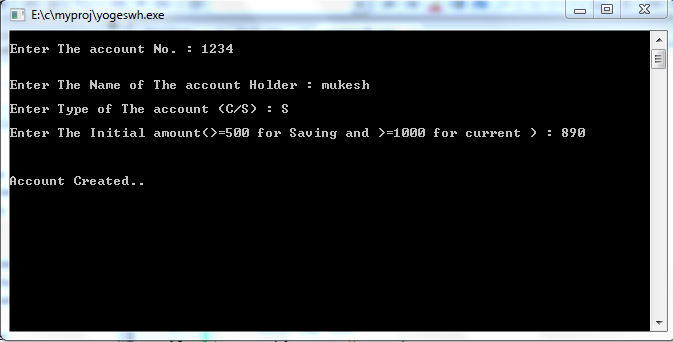 E:\c\myproj\yogeswh.exe
Enter The account No. : 1234
Enter The Name of The account Holder : mukesh
Enter Type of The account (C/S) : S
Enter The Initial amount(>=500 for Saving and >=1000 for current ) : 890
Account Created..